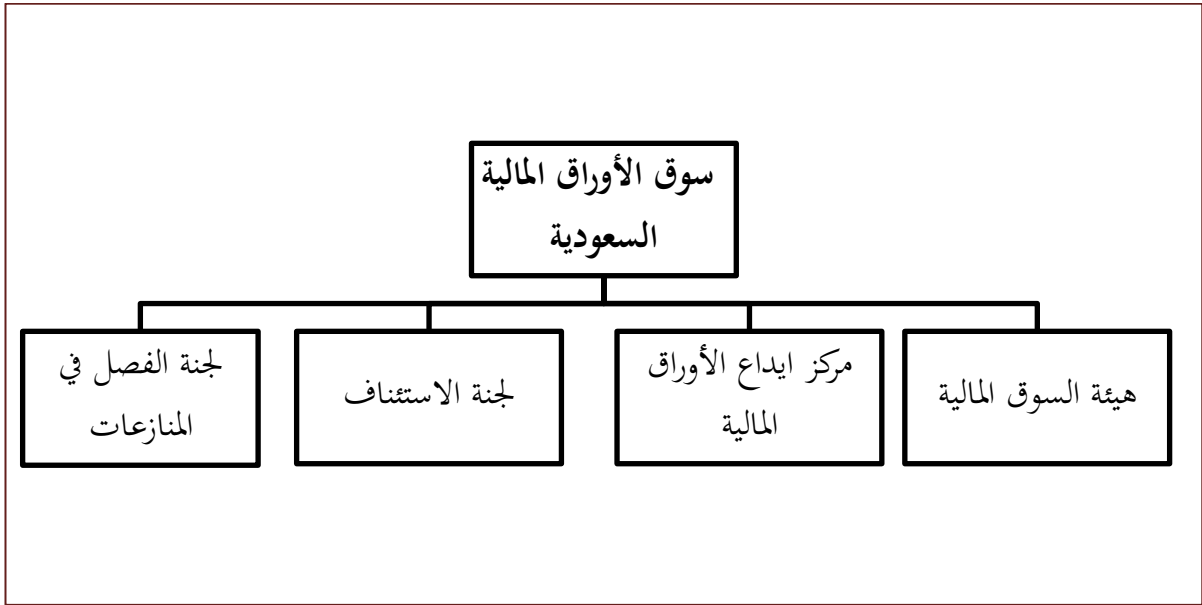 سوق الأوراق المالية
السعودية
هيئة السوق المالية
مركز ايداع الأوراق
المالية
لجنة الاستئناف
لجنة الفصل في
المنازعات